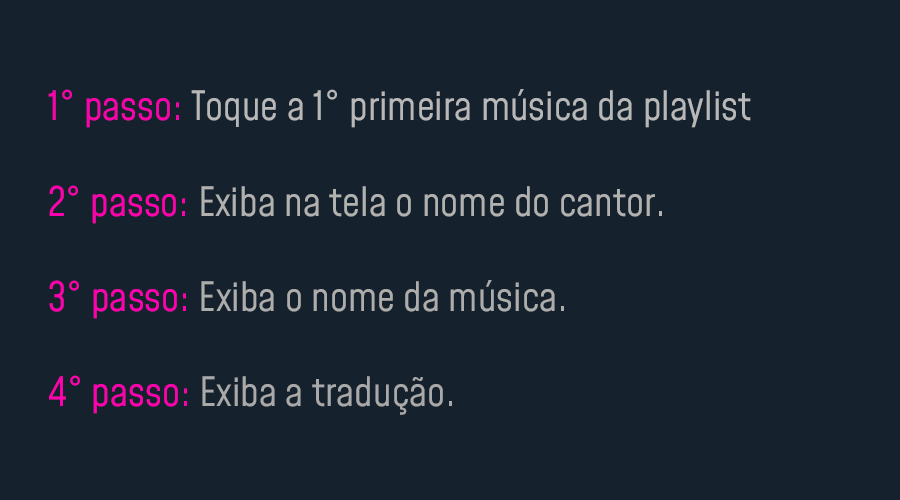 1° passo: Toque a 1° primeira música da playlist
2° passo: Exiba na tela o nome do cantor.
3° passo: Exiba o nome da música.
4° passo: Exiba a tradução.